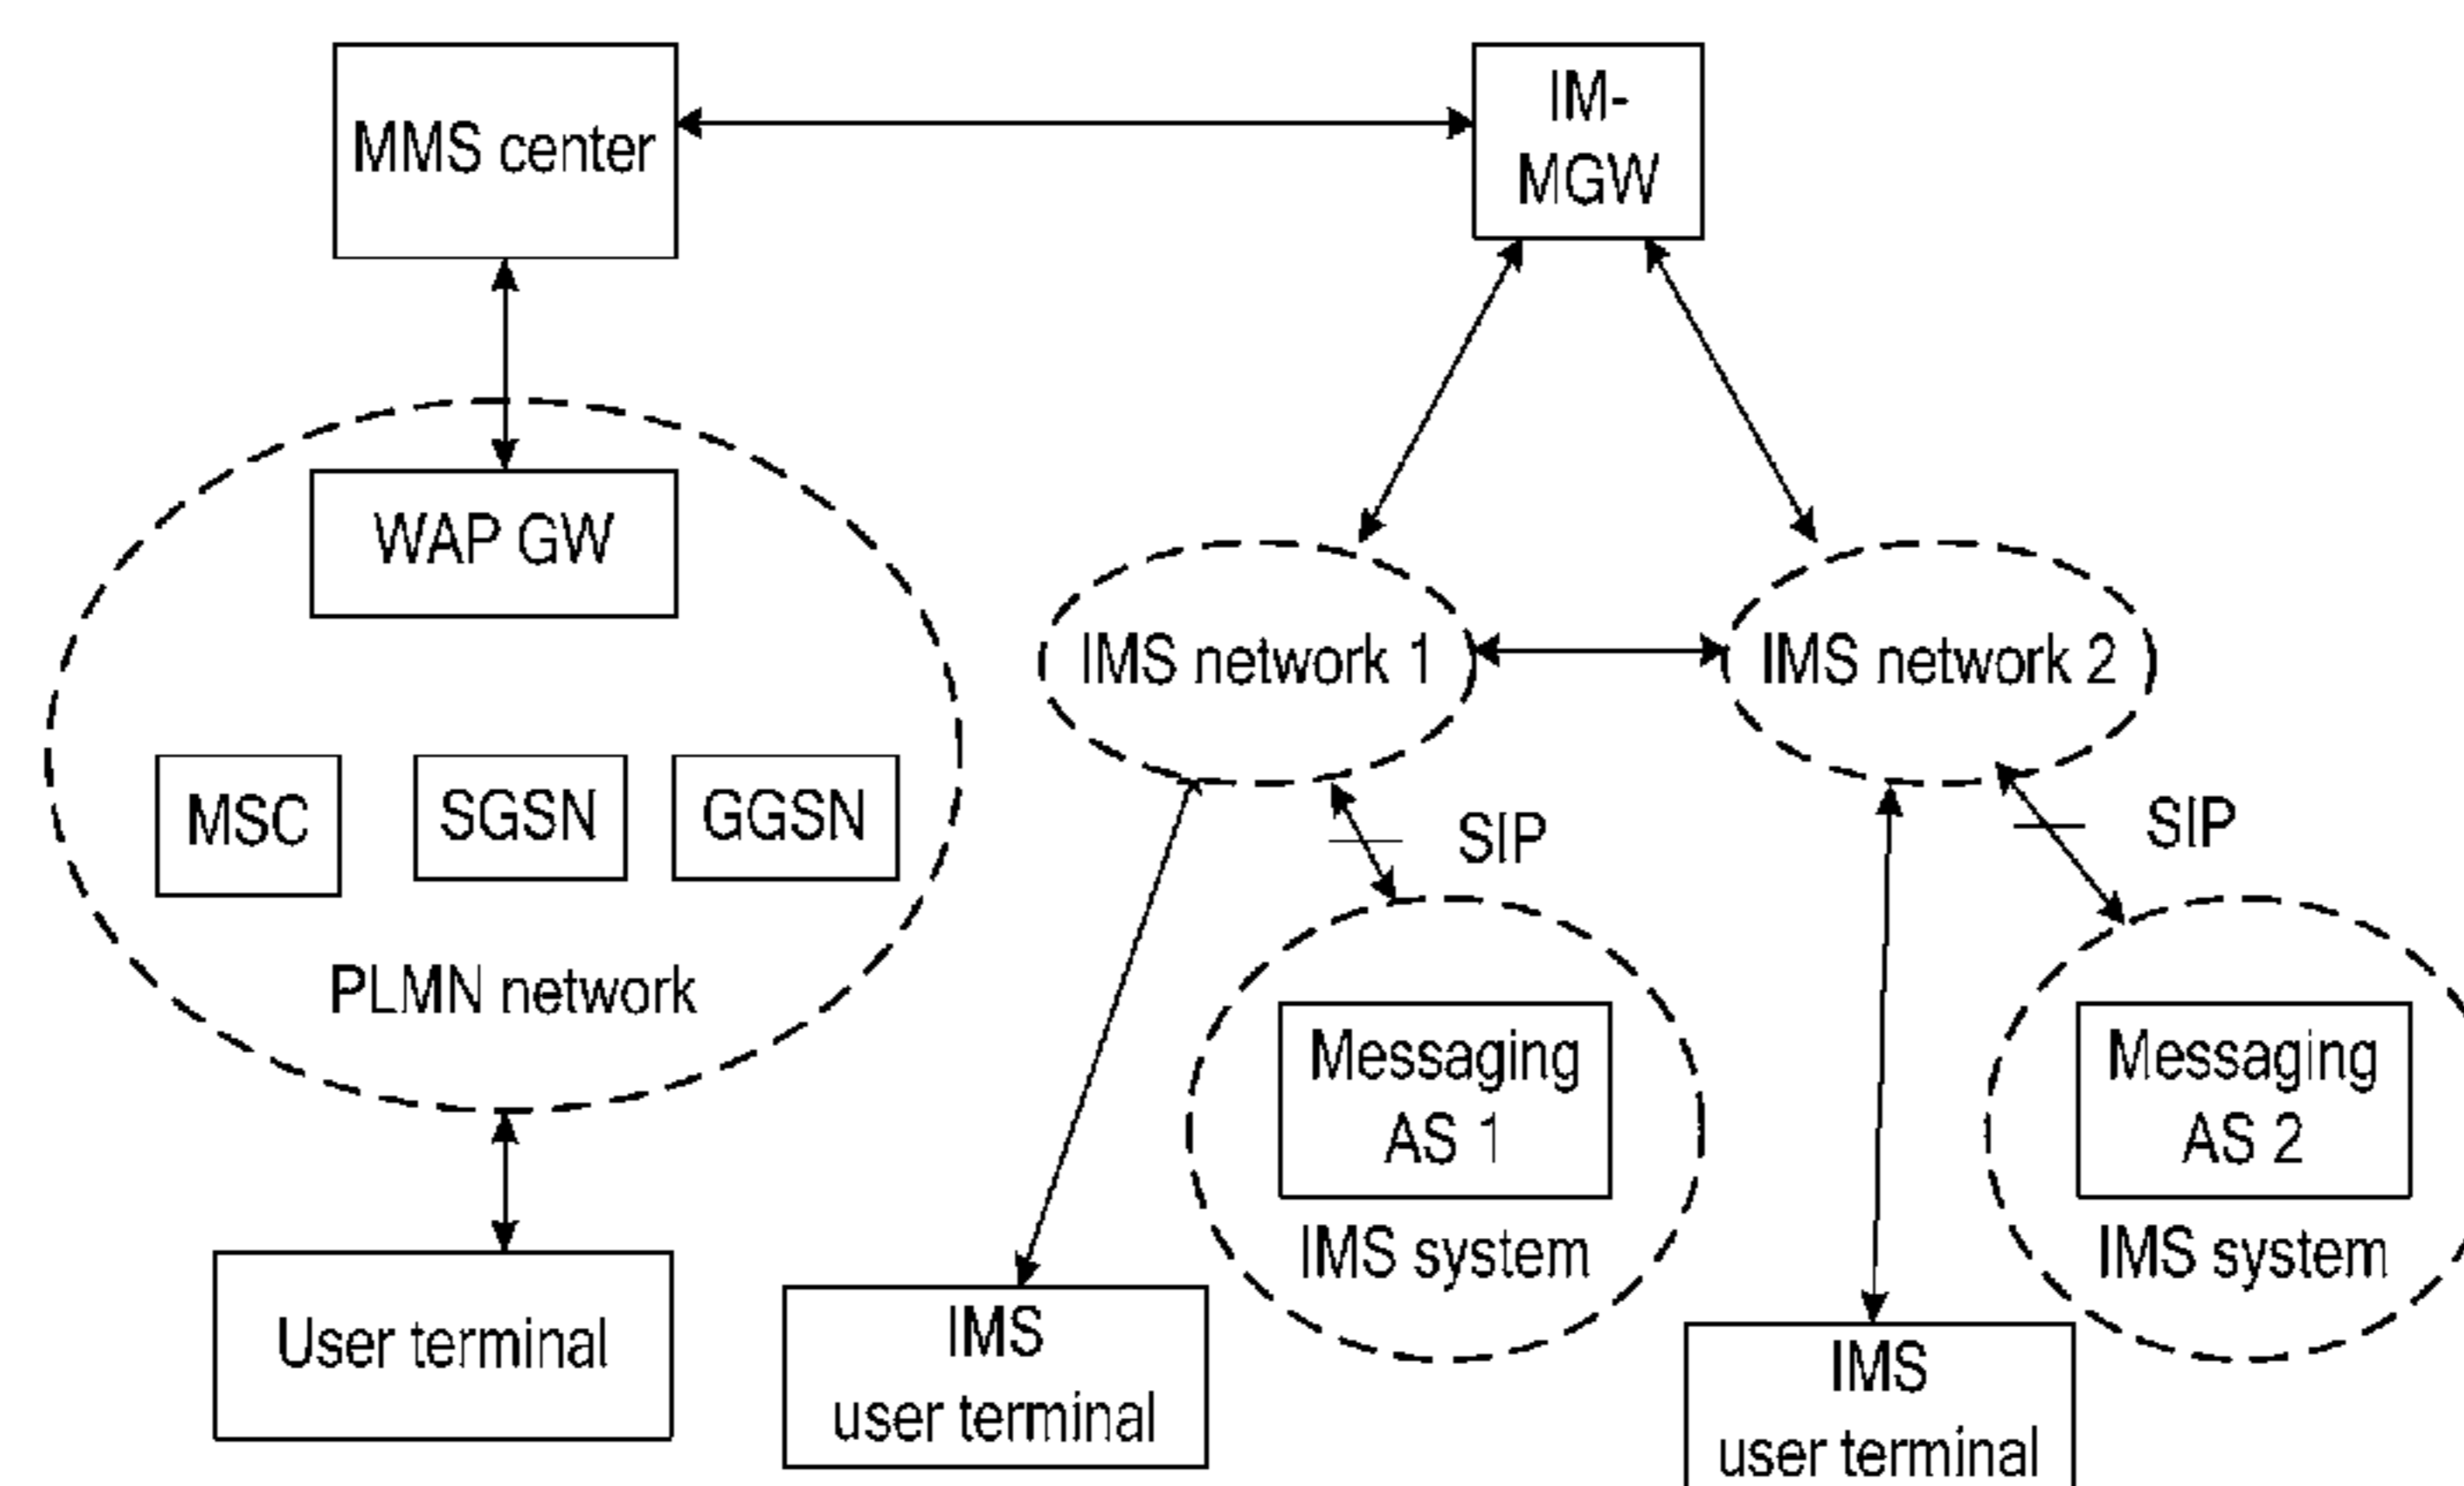 MMS center
IM-
MGW
WAP GW
IMS network 1
IMS network 2
MSC
SGSN
GGSN
SIP
SIP
PLMN network
Messaging
AS 1
IMS system
Messaging
AS 2
IMS system
User terminal
IMS
user terminal
IMS
user terminal